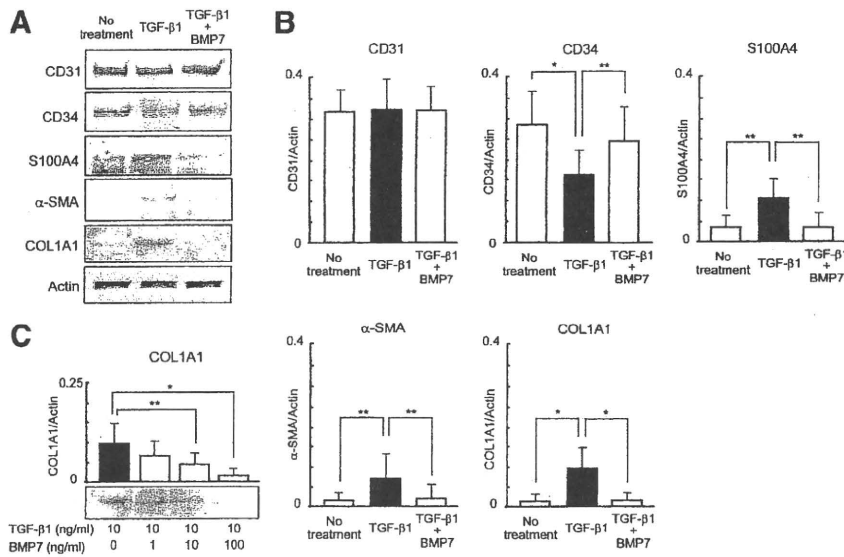 A
No treatment
TGF-β1
TGF-β1 + BMP7
CD31
CD34
S100A4
α-SMA
COL1A1
Actin
B
CD31
0.4
CD31/Actin
0
No treatment
TGF-β1
TGF-β1 + BMP7
CD34
0.4
* **
CD34/Actin
0
No treatment
TGF-β1
TGF-β1 + BMP7
S100A4
0.4
** **
S100A4/Actin
0
No treatment
TGF-β1
TGF-β1 + BMP7
C
COL1A1
0.25
*
**
COL1A1/Actin
0
TGF-β1 (ng/ml) 10 10 10 10
BMP7 (ng/ml) 0 1 10 100
α-SMA
0.4
** **
α-SMA/Actin
0
No treatment
TGF-β1
TGF-β1 + BMP7
COL1A1
0.4
* *
COL1A1/Actin
0
No treatment
TGF-β1
TGF-β1 + BMP7